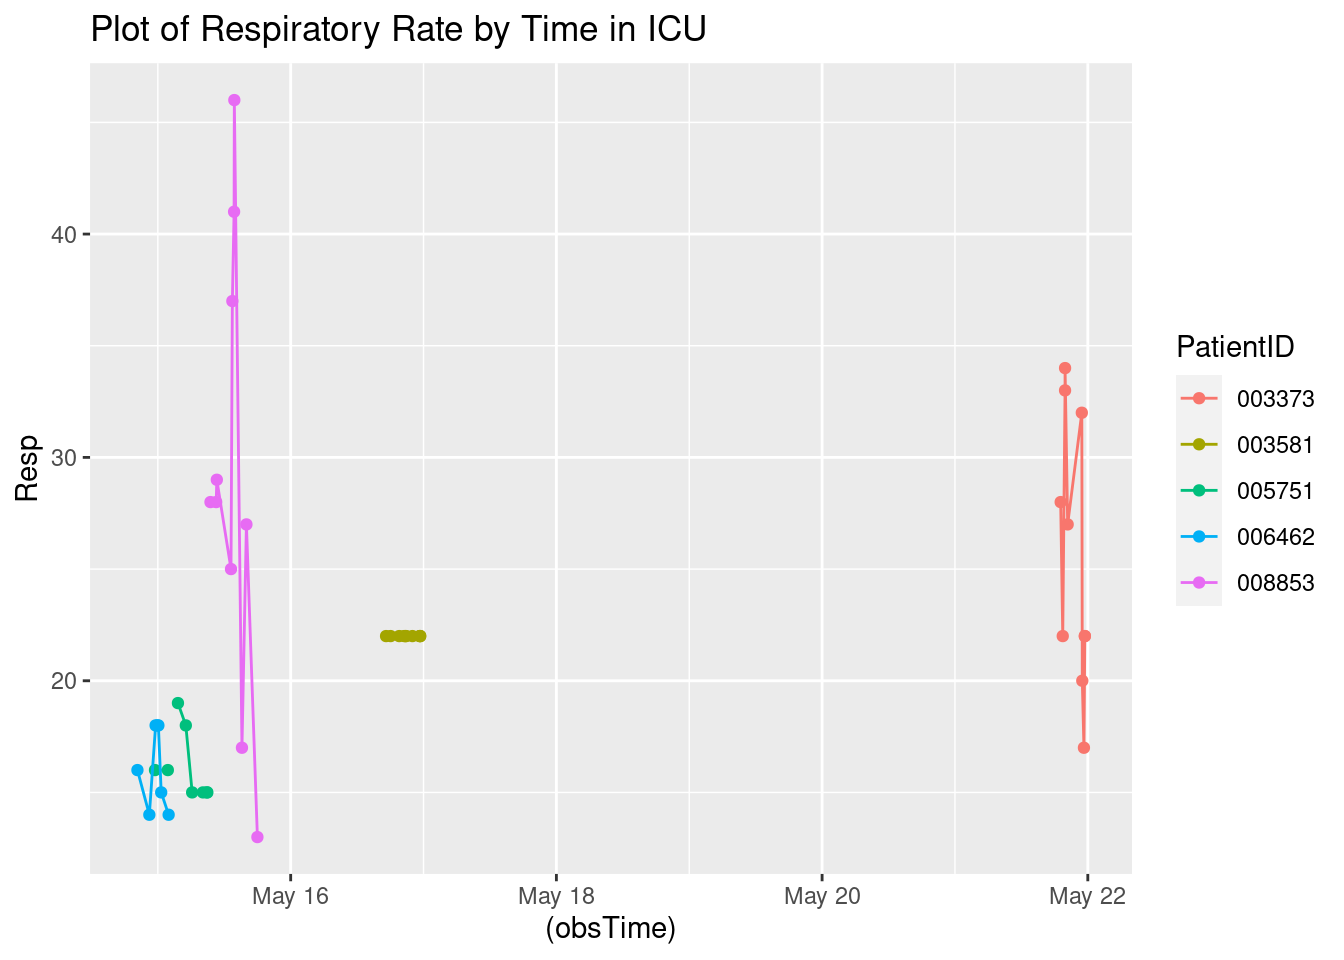 Plot of Respiratory Rate by Time in ICU
Resp
40
30
20
May 16
May 18
May 20
May 22
(obsTime)
PatientID
003373
003581
005751
006462
008853